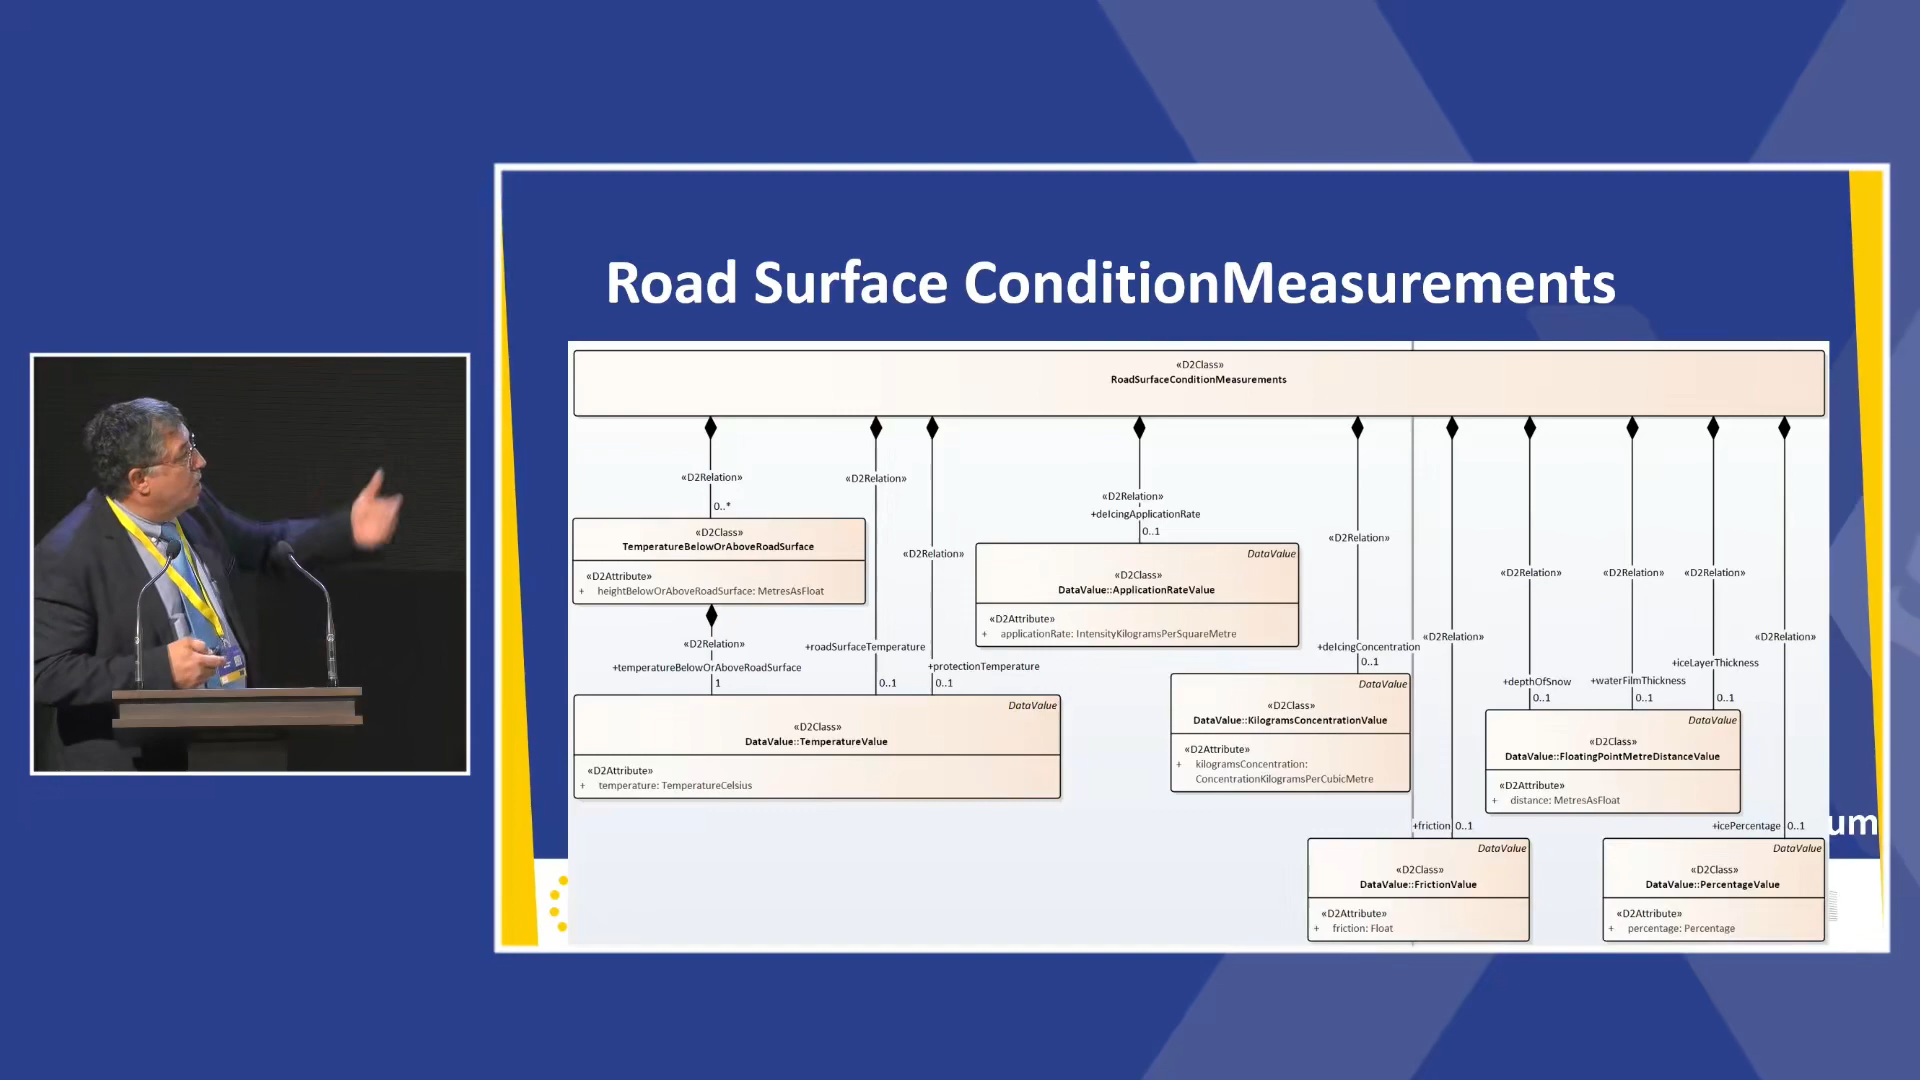 Road Surface ConditionMeasurements
«D2Class»
RoadSurfaceConditionMeasurements
«D2Relation»
0..*
«D2Class»
TemperatureBelowOrAboveRoadSurface
«D2Attribute»
+ heightBelowOrAboveRoadSurface: MetresAsFloat
«D2Relation»
+temperatureBelowOrAboveRoadSurface
1
«D2Relation»
+roadSurfaceTemperature
0..1
«D2Relation»
+protectionTemperature
0..1
DataValue
«D2Class»
DataValue::TemperatureValue
«D2Attribute»
+ temperature: TemperatureCelsius
«D2Relation»
+deIcingApplicationRate
0..1
DataValue
«D2Class»
DataValue::ApplicationRateValue
«D2Attribute»
+ applicationRate: IntensityKilogramsPerSquareMetre
«D2Relation»
+deIcingConcentration
0..1
DataValue
«D2Class»
DataValue::KilogramsConcentrationValue
«D2Attribute»
+ kilogramsConcentration:
ConcentrationKilogramsPerCubicMetre
«D2Relation»
+friction 0..1
DataValue
«D2Class»
DataValue::FrictionValue
«D2Attribute»
+ friction: Float
«D2Relation»
+depthOfSnow
0..1
«D2Relation»
+waterFilmThickness
0..1
«D2Relation»
+iceLayerThickness
0..1
DataValue
«D2Class»
DataValue::FloatingPointMetreDistanceValue
«D2Attribute»
+ distance: MetresAsFloat
«D2Relation»
+icePercentage 0..1
DataValue
«D2Class»
DataValue::PercentageValue
«D2Attribute»
+ percentage: Percentage
um